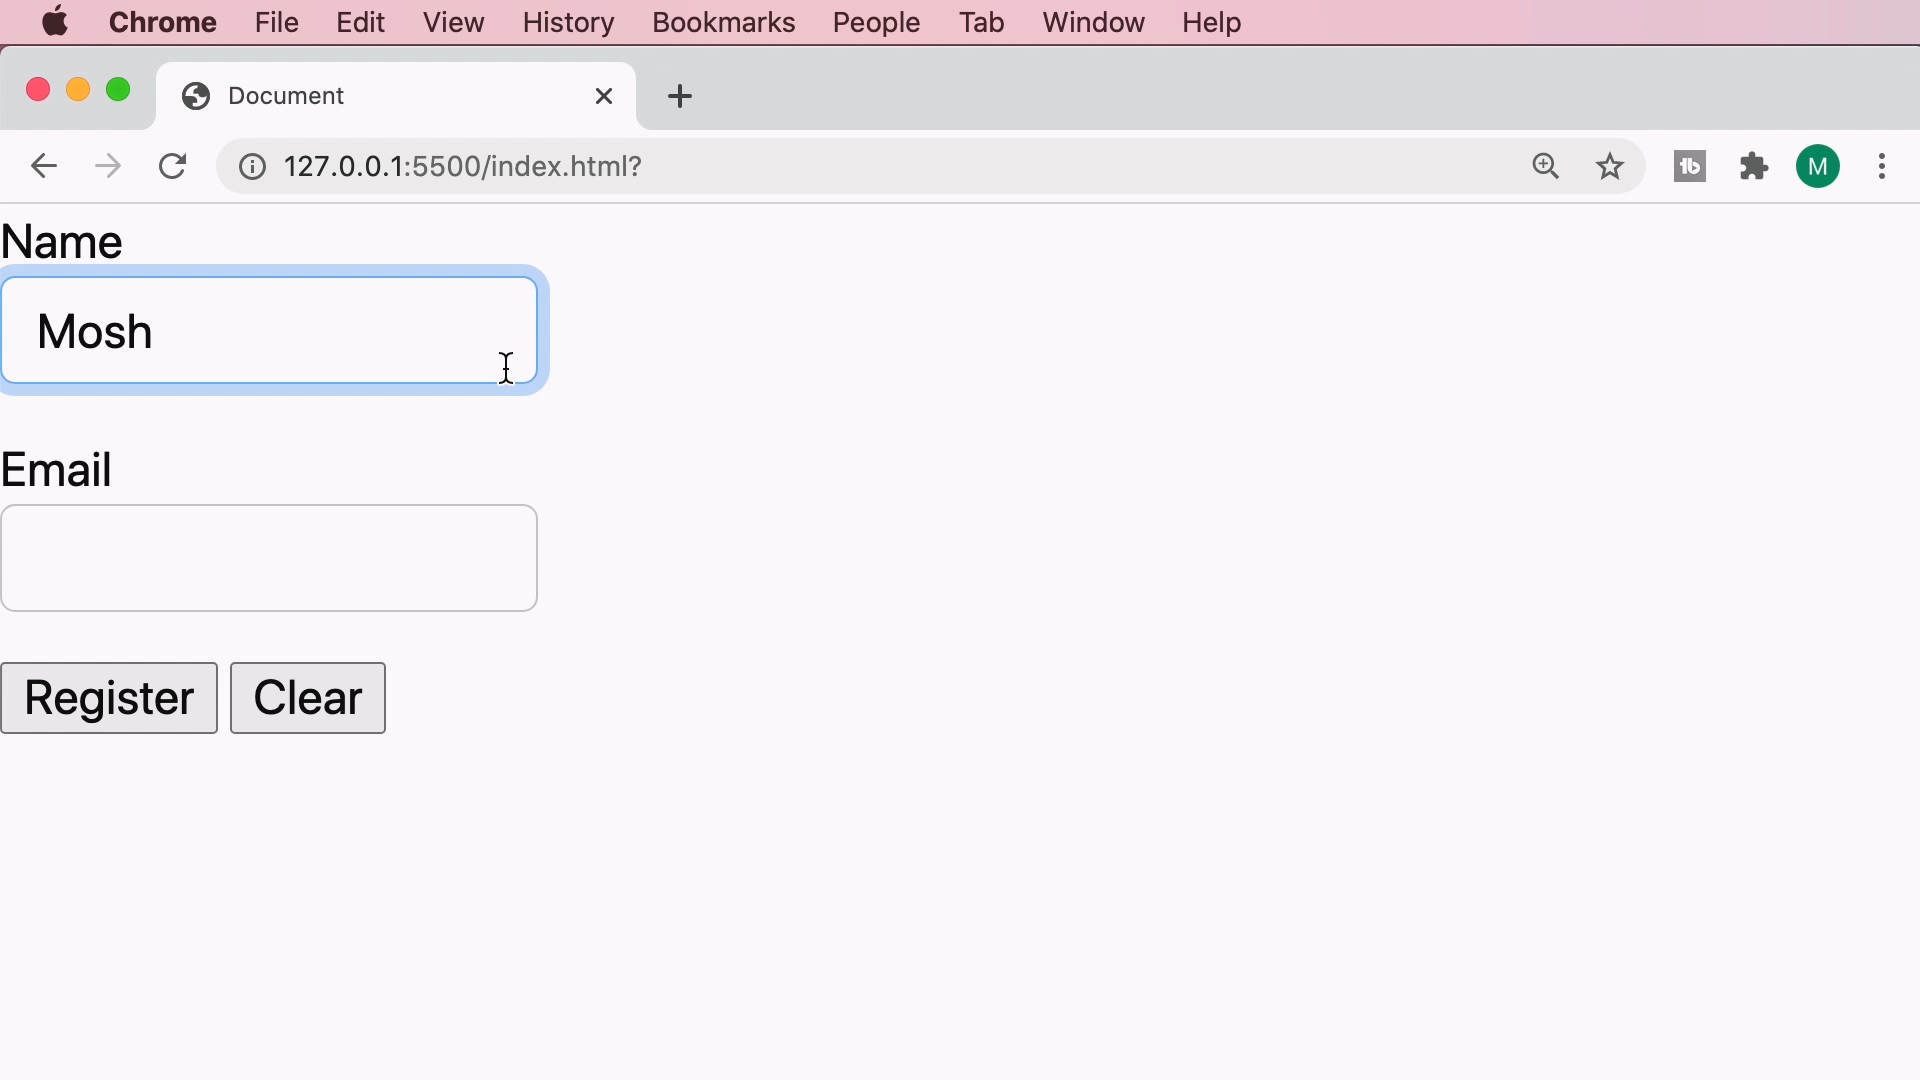 Chrome File Edit View History Bookmarks People Tab Window Help
Document
127.0.0.1:5500/index.html?
tb
M
Name
Mosh
Email
Register Clear